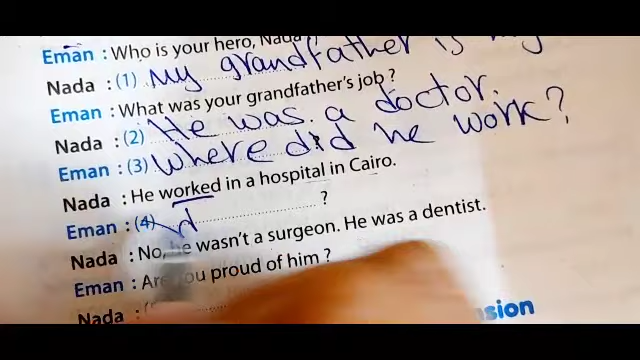 Eman : Who is your hero, Nada ?
Nada : (1) My grandfather is my
Eman : What was your grandfather's job ?
Nada : (2) He was a doctor.
Eman : (3) Where did he work?
Nada : He worked in a hospital in Cairo.
Eman : (4) ?
Nada : No, he wasn't a surgeon. He was a dentist.
Eman : Are you proud of him ?
Nada :